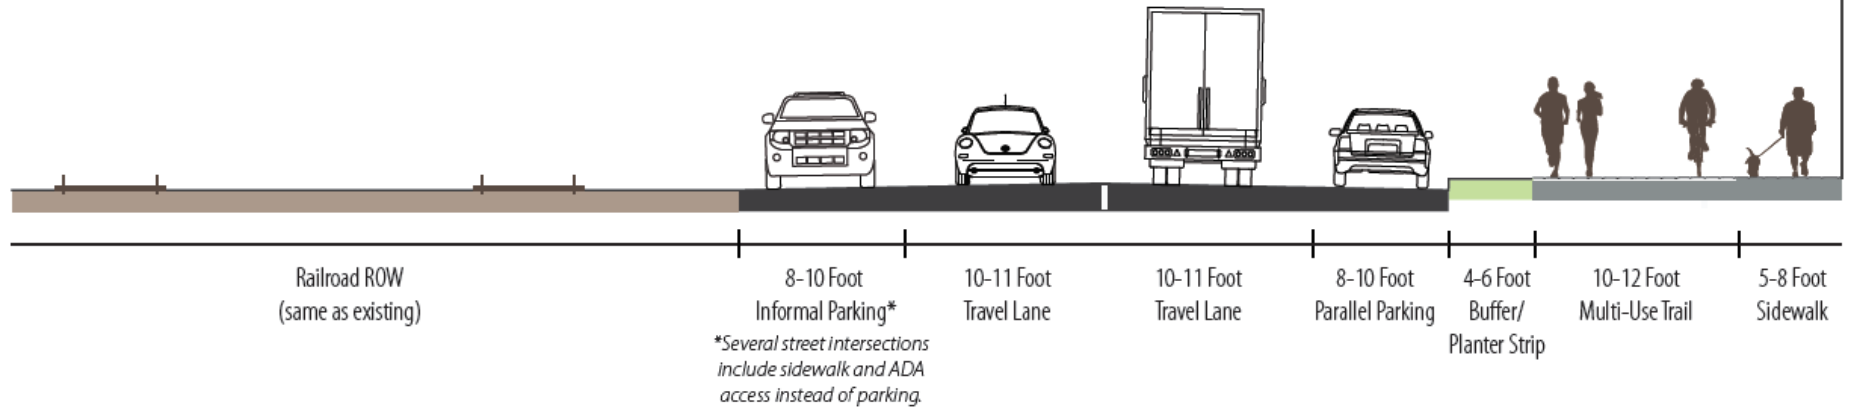 Railroad ROW
(same as existing)
8-10 Foot
Informal Parking*
*Several street intersections
include sidewalk and ADA
access instead of parking.
10-11 Foot
Travel Lane
10-11 Foot
Travel Lane
8-10 Foot
Parallel Parking
4-6 Foot
Buffer/
Planter Strip
10-12 Foot
Multi-Use Trail
5-8 Foot
Sidewalk